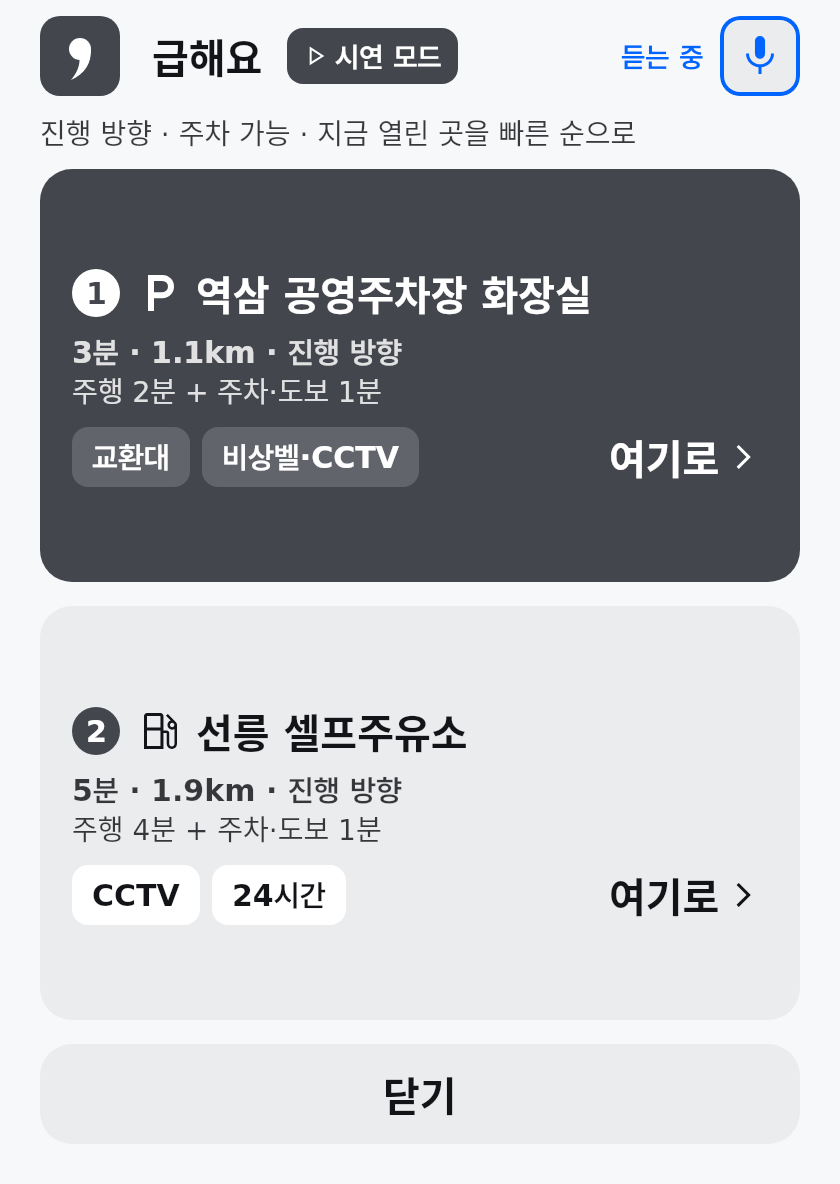 급해요
시연 모드
듣는 중
진행 방향 · 주차 가능 · 지금 열린 곳을 빠른 순으로
1 P 역삼 공영주차장 화장실
3분 · 1.1km · 진행 방향
주행 2분 + 주차·도보 1분
교환대 비상벨·CCTV 여기로
2 선릉 셀프주유소
5분 · 1.9km · 진행 방향
주행 4분 + 주차·도보 1분
CCTV 24시간 여기로
닫기